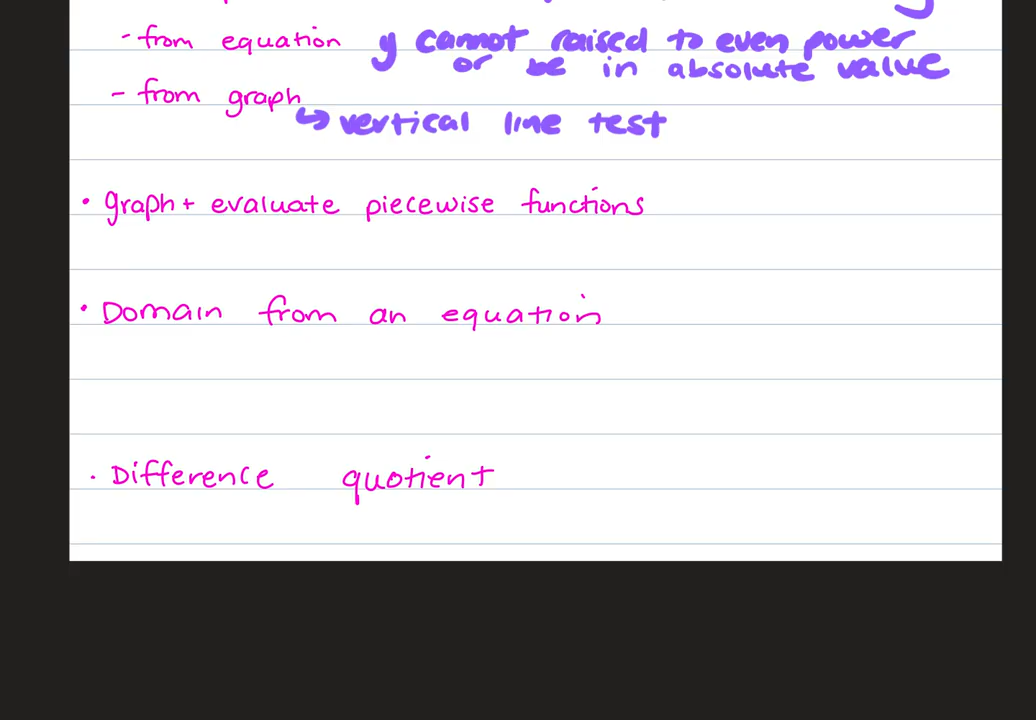 - from equation y cannot raised to even power
or be in absolute value
- from graph
↳ vertical line test
• graph + evaluate piecewise functions
• Domain from an equation
• Difference quotient